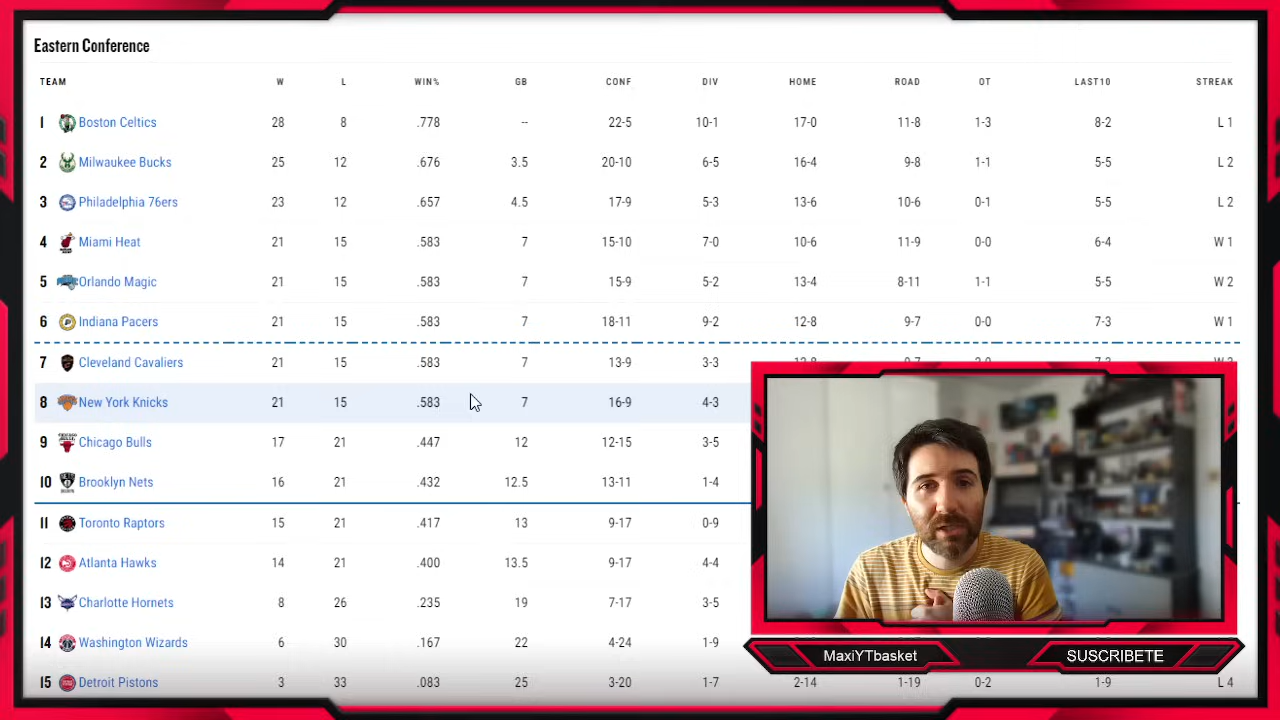 Eastern Conference
TEAM W L WIN% GB CONF DIV HOME ROAD OT LAST10 STREAK
1 Boston Celtics 28 8 .778 -- 22-5 10-1 17-0 11-8 1-3 8-2 L 1
2 Milwaukee Bucks 25 12 .676 3.5 20-10 6-5 16-4 9-8 1-1 5-5 L 2
3 Philadelphia 76ers 23 12 .657 4.5 17-9 5-3 13-6 10-6 0-1 5-5 L 2
4 Miami Heat 21 15 .583 7 15-10 7-0 10-6 11-9 0-0 6-4 W 1
5 Orlando Magic 21 15 .583 7 15-9 5-2 13-4 8-11 1-1 5-5 W 2
6 Indiana Pacers 21 15 .583 7 18-11 9-2 12-8 9-7 0-0 7-3 W 1
7 Cleveland Cavaliers 21 15 .583 7 13-9 3-3
8 New York Knicks 21 15 .583 7 16-9 4-3
9 Chicago Bulls 17 21 .447 12 12-15 3-5
10 Brooklyn Nets 16 21 .432 12.5 13-11 1-4
11 Toronto Raptors 15 21 .417 13 9-17 0-9
12 Atlanta Hawks 14 21 .400 13.5 9-17 4-4
13 Charlotte Hornets 8 26 .235 19 7-17 3-5
14 Washington Wizards 6 30 .167 22 4-24 1-9
15 Detroit Pistons 3 33 .083 25 3-20 1-7 2-14 1-19 0-2 1-9 L 4
MaxiYTbasket
SUSCRIBETE